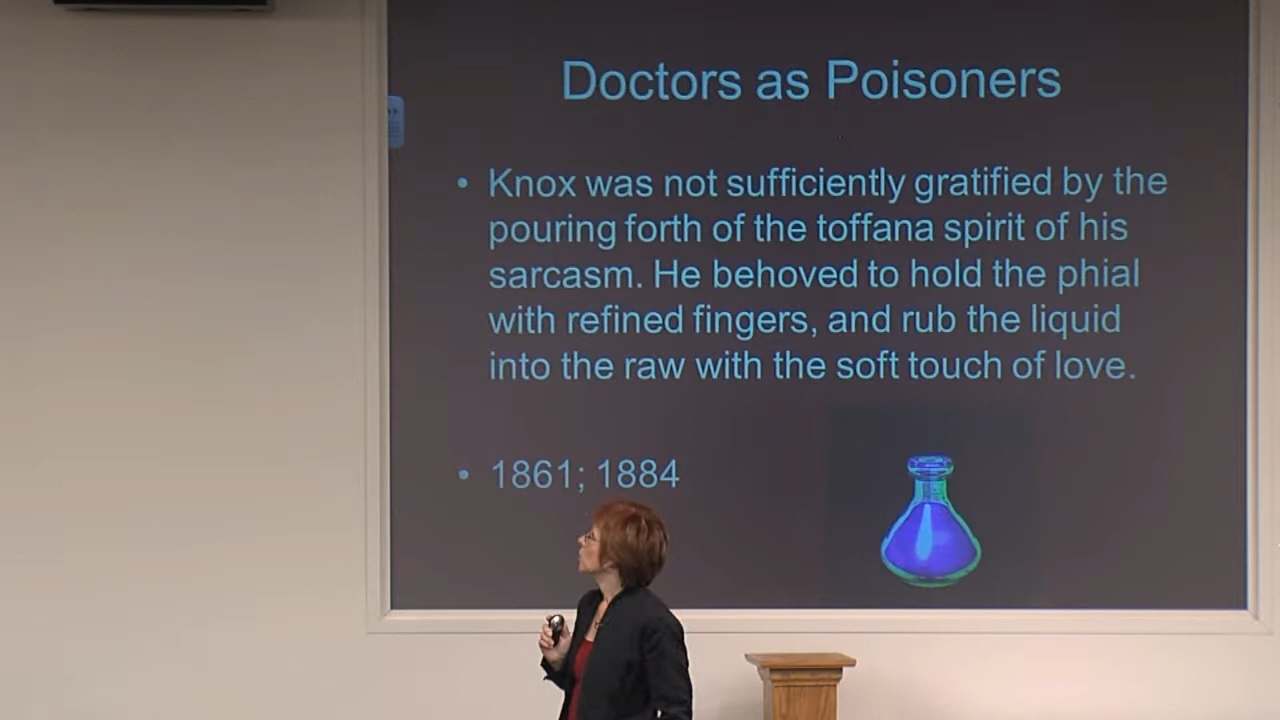 Doctors as Poisoners
• Knox was not sufficiently gratified by the
pouring forth of the toffana spirit of his
sarcasm. He behoved to hold the phial
with refined fingers, and rub the liquid
into the raw with the soft touch of love.
• 1861; 1884